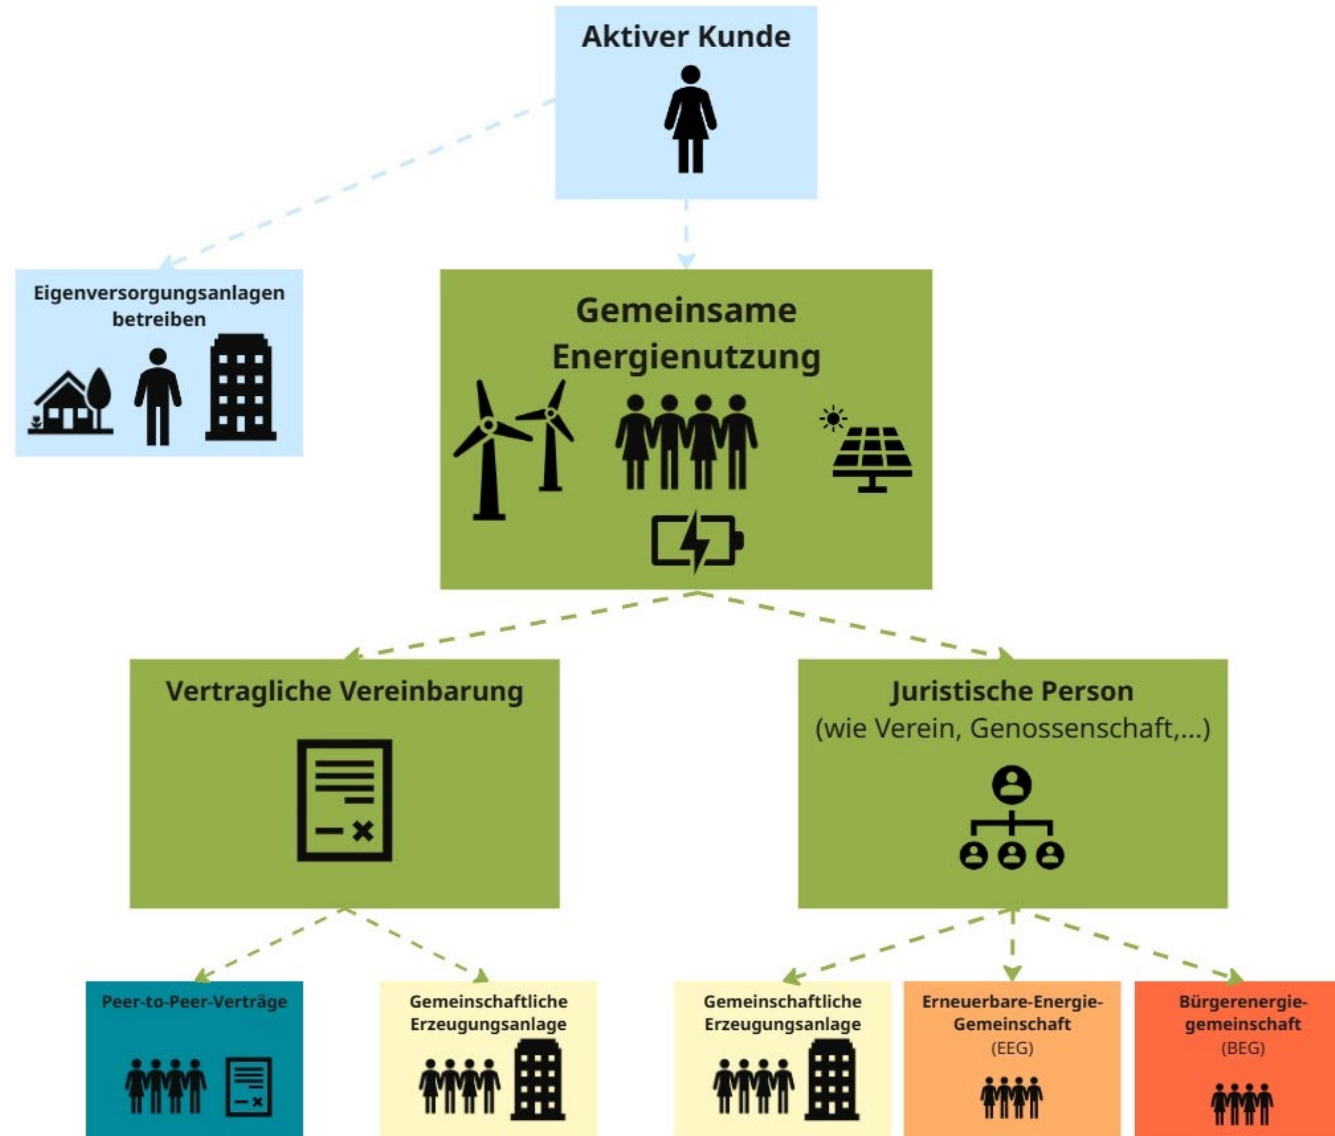 Aktiver Kunde
Eigenversorgungsanlagen
betreiben
Gemeinsame
Energienutzung
Vertragliche Vereinbarung
Juristische Person
(wie Verein, Genossenschaft,...)
Peer-to-Peer-Verträge
Gemeinschaftliche
Erzeugungsanlage
Gemeinschaftliche
Erzeugungsanlage
Erneuerbare-Energie-
Gemeinschaft
(EEG)
Bürgerenergie-
gemeinschaft
(BEG)